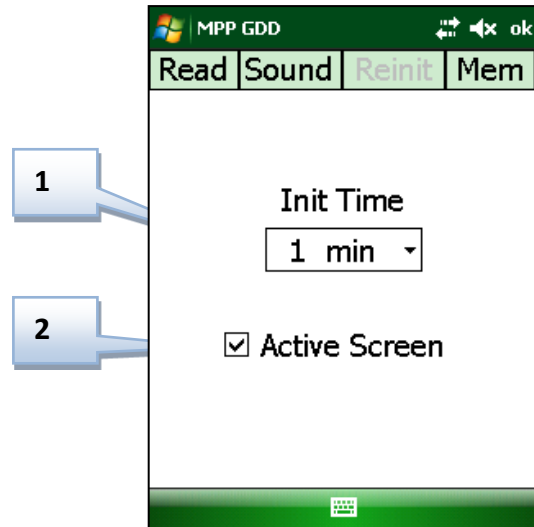 MPP GDD ok
Read Sound Reinit Mem
1
Init Time
1 min
2
Active Screen